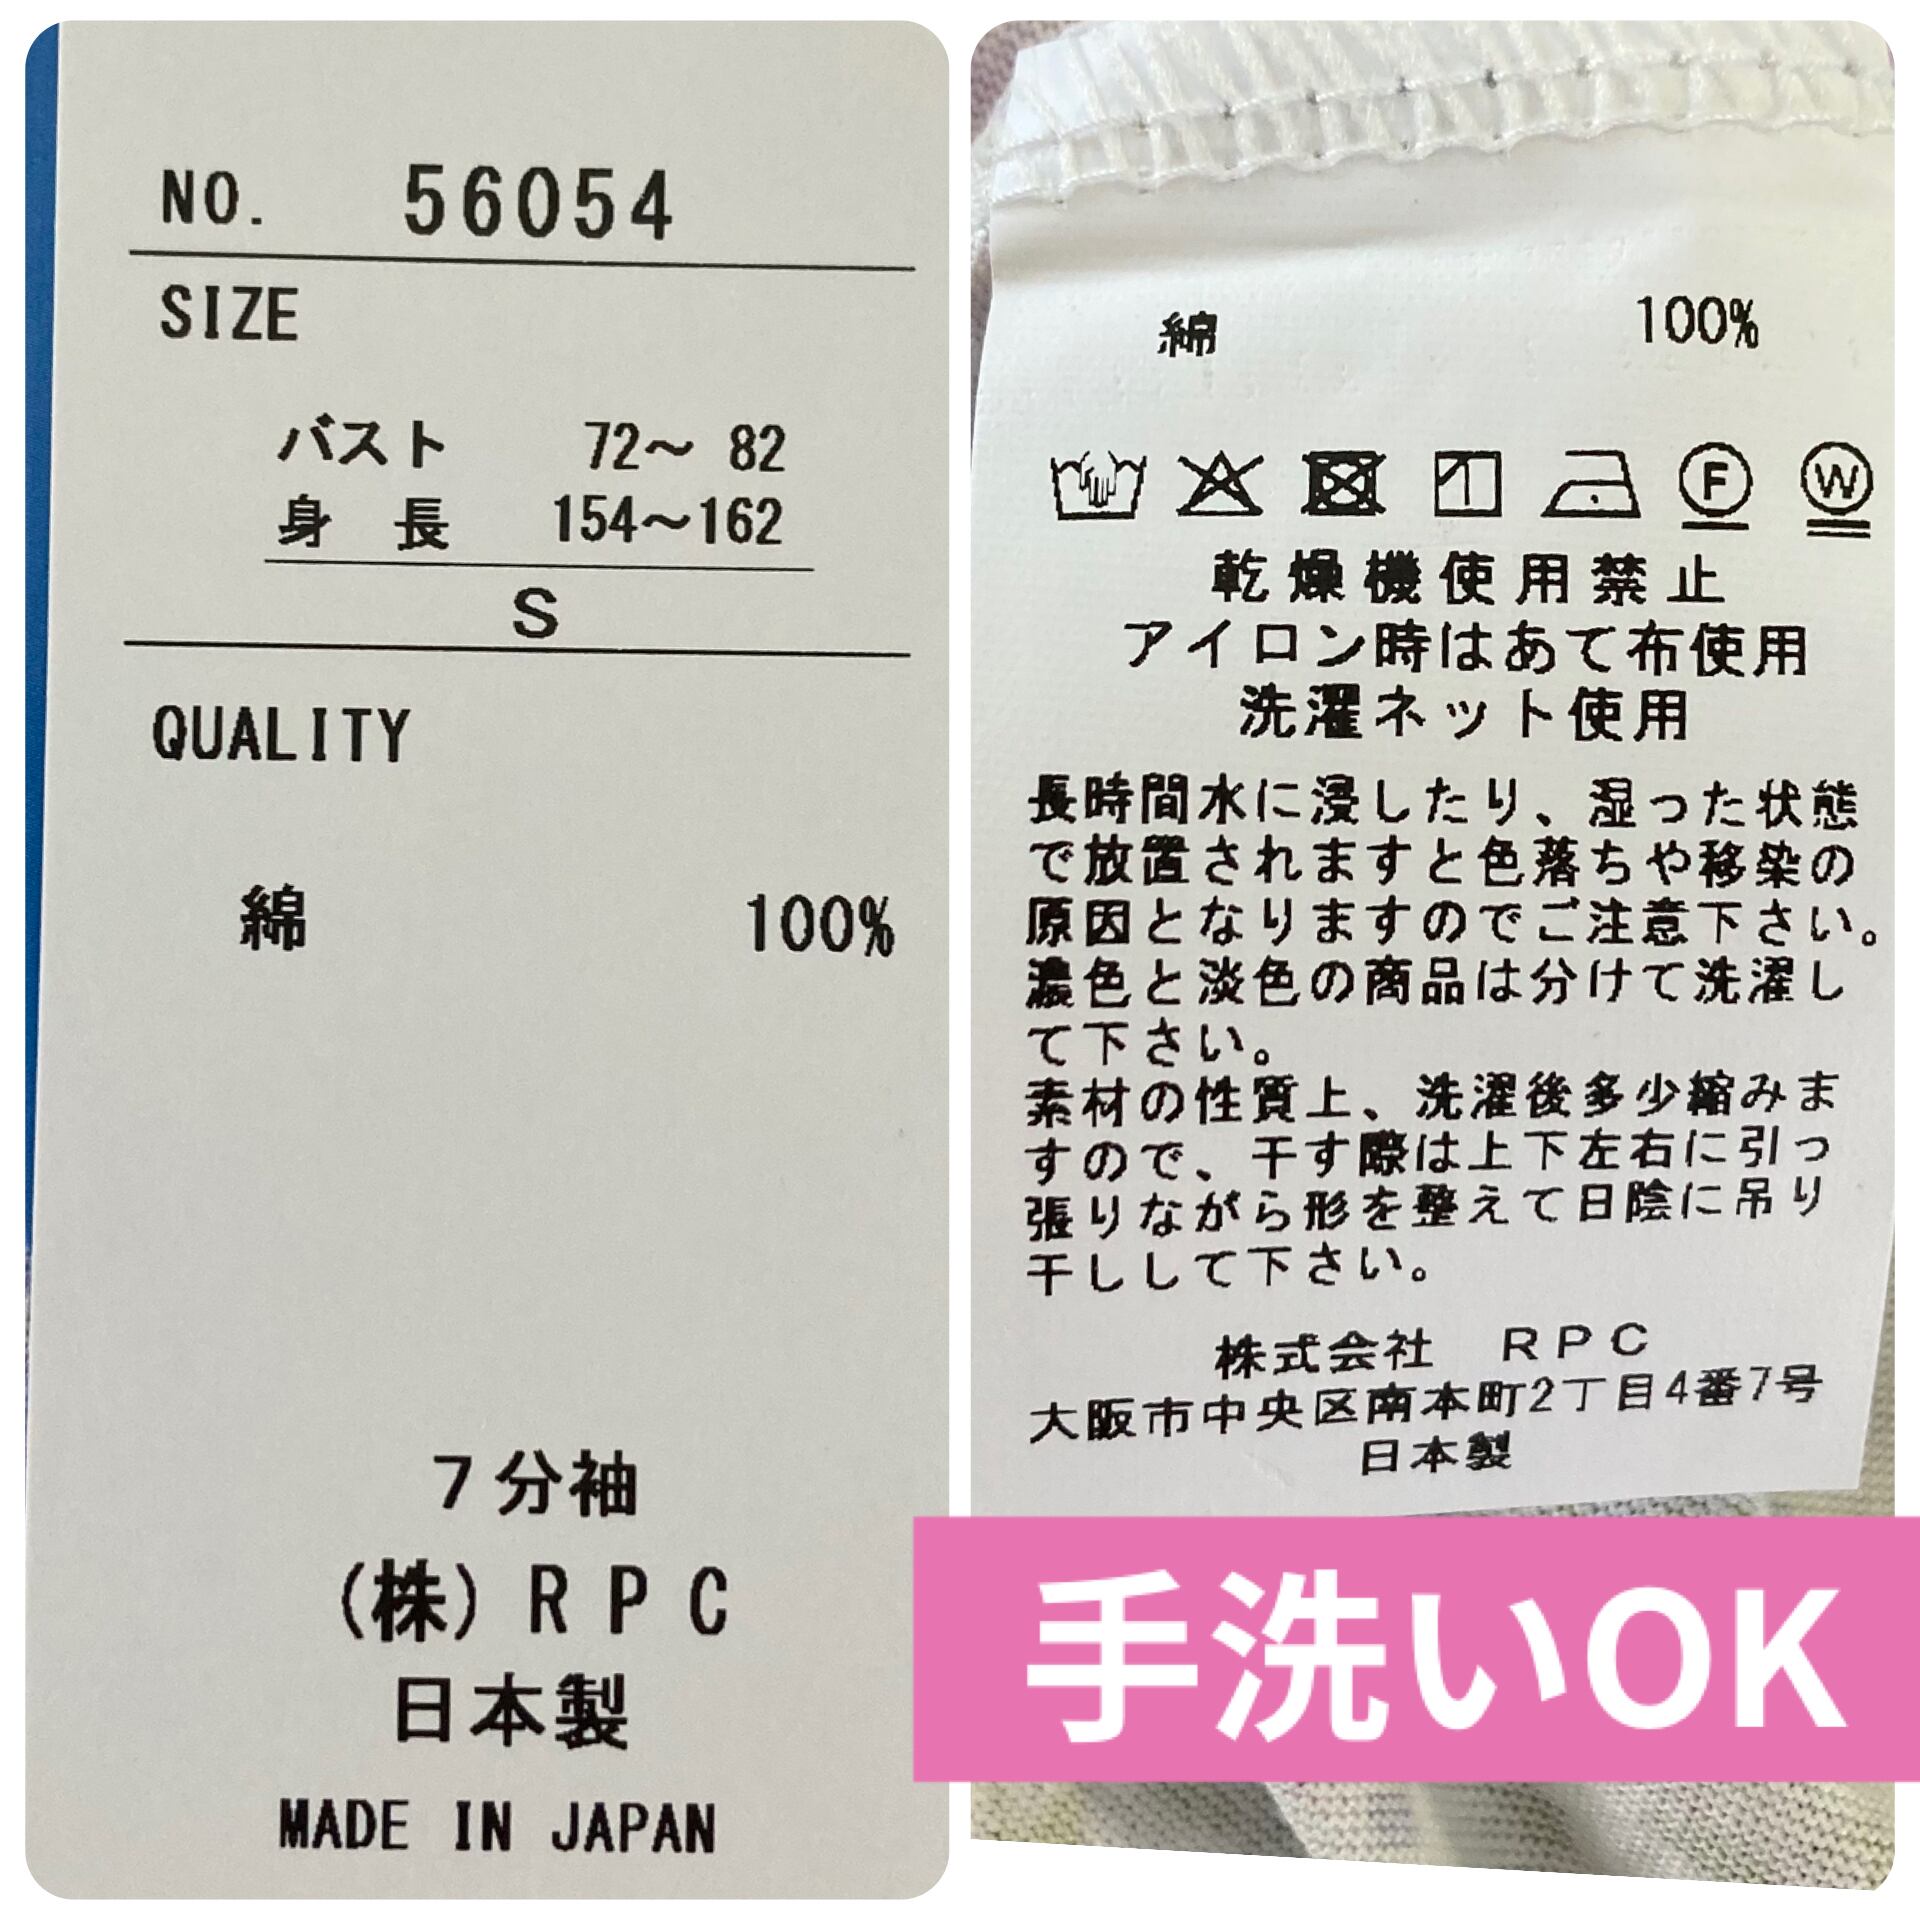 NO. 56054
SIZE
バスト 72～ 82
身 長 154～162
S
QUALITY
綿 100%
7分袖
(株)RPC
日本製
MADE IN JAPAN
綿 100%
F W
乾燥機使用禁止
アイロン時はあて布使用
洗濯ネット使用
長時間水に浸したり、湿った状態
で放置されますと色落ちや移染の
原因となりますのでご注意下さい。
濃色と淡色の商品は分けて洗濯し
て下さい。
素材の性質上、洗濯後多少縮みま
すので、干す際は上下左右に引っ
張りながら形を整えて日陰に吊り
干しして下さい。
株式会社 RPC
大阪市中央区南本町2丁目4番7号
日本製
手洗いOK